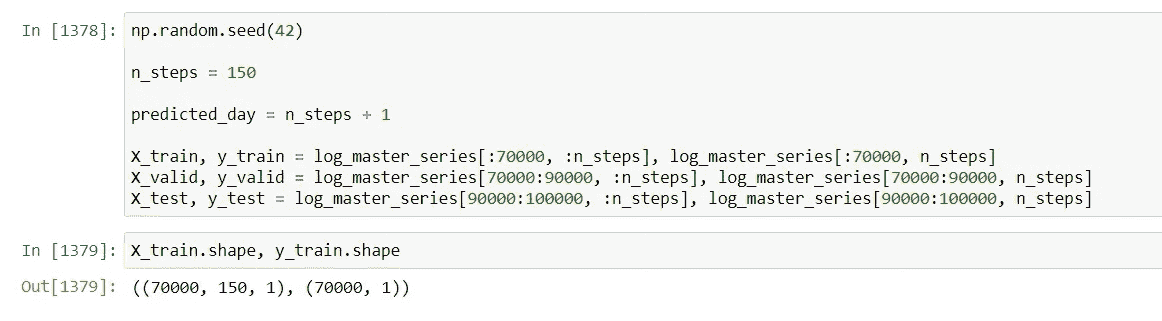 In [1378]: np.random.seed(42)
n_steps = 150
predicted_day = n_steps + 1
X_train, y_train = log_master_series[:70000, :n_steps], log_master_series[:70000, n_steps]
X_valid, y_valid = log_master_series[70000:90000, :n_steps], log_master_series[70000:90000, n_steps]
X_test, y_test = log_master_series[90000:100000, :n_steps], log_master_series[90000:100000, n_steps]
In [1379]: X_train.shape, y_train.shape
Out[1379]: ((70000, 150, 1), (70000, 1))